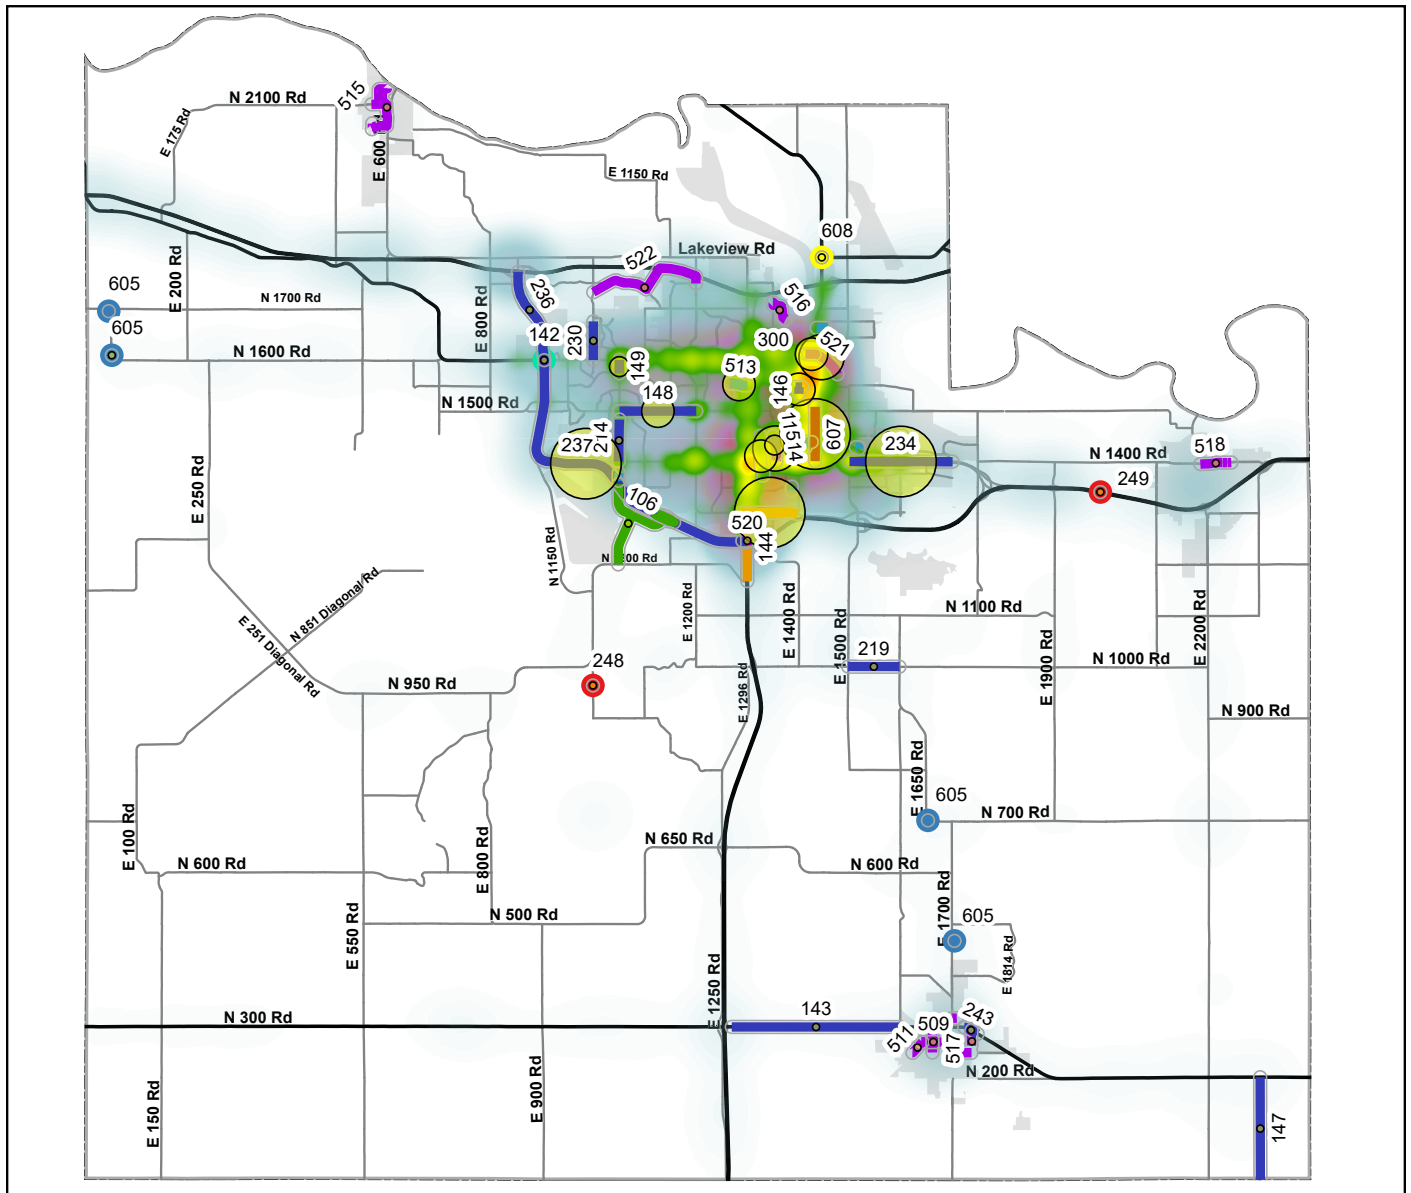 515
N 2100 Rd
E 175 Rd
E 600
E 1150 Rd
608
Lakeview Rd
522
605
E 200 Rd
N 1700 Rd
236
516
605
E 800 Rd
142
230
300
521
N 1600 Rd
149
513
148
146
N 1500 Rd
214
607
237
234
518
N 1400 Rd
249
E 250 Rd
106
520
144
N 1150 Rd
N 851 Diagonal Rd
E 251 Diagonal Rd
E 1200 Rd
E 1400 Rd
N 1100 Rd
E 1500 Rd
219
E 2200 Rd
E 1900 Rd
N 1000 Rd
248
N 950 Rd
E 1296 Rd
N 900 Rd
E 1650 Rd
605
N 700 Rd
E 100 Rd
N 650 Rd
N 600 Rd
E 800 Rd
N 600 Rd
E 1700 Rd
N 500 Rd
605
E 550 Rd
E 1814 Rd
E 1250 Rd
143
N 300 Rd
511
509
517
243
N 200 Rd
E 150 Rd
E 900 Rd
147